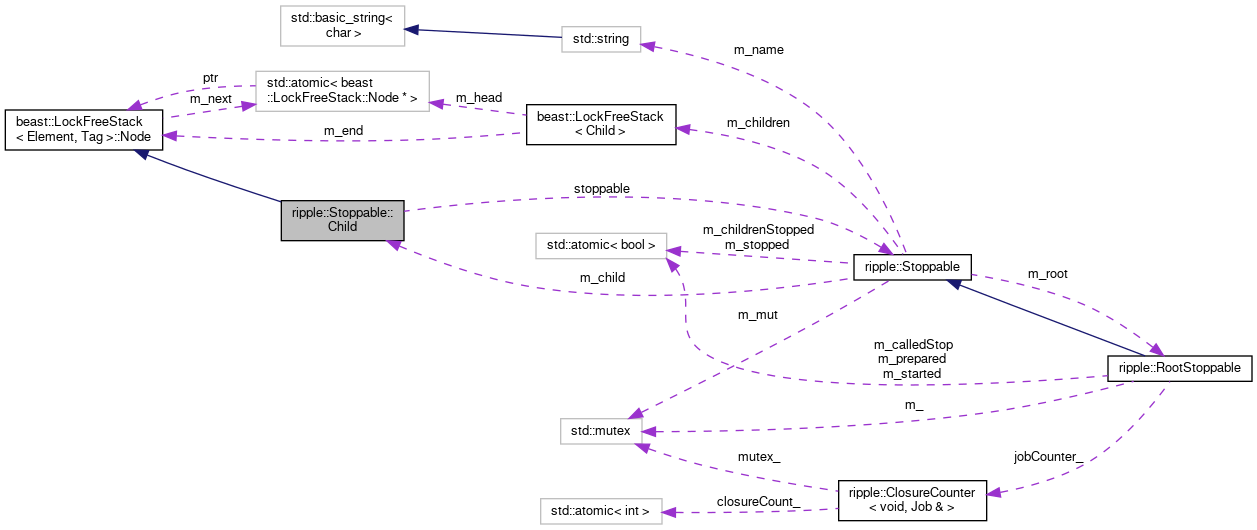 std::basic_string<
char >
std::string
m_name
ptr
m_next
std::atomic< beast
::LockFreeStack::Node * >
m_head
beast::LockFreeStack
< Element, Tag >::Node
m_end
beast::LockFreeStack
< Child >
m_children
ripple::Stoppable::
Child
stoppable
std::atomic< bool >
m_childrenStopped
m_stopped
ripple::Stoppable
m_root
m_child
m_mut
m_calledStop
m_prepared
m_started
ripple::RootStoppable
m_
std::mutex
mutex_
jobCounter_
ripple::ClosureCounter
< void, Job & >
closureCount_
std::atomic< int >